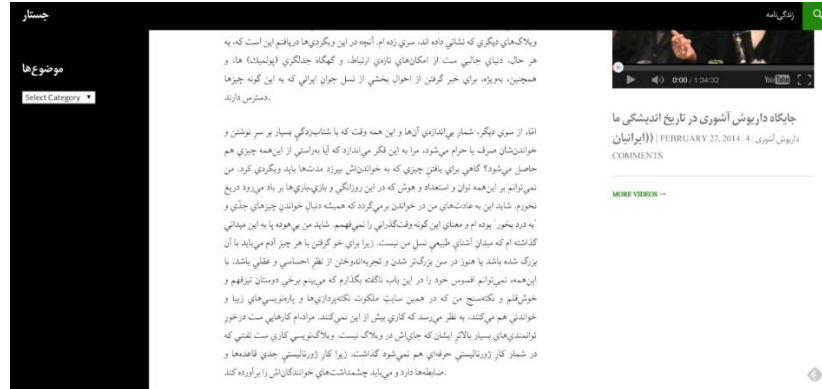 جستار
زندگی‌نامه
موضوع‌ها
Select Category
وبلاگ‌های دیگری که نشانی داده اند، سری زده ام. آنچه در این وبگردی‌ها دریافتم این است که، به
هر حال، دنیای جالبی ست از امکان‌های تازه‌ی ارتباط، و گهگاه جدلگری (پولمیک) ها، و
همچنین، به‌ویژه، برای خبر گرفتن از احوال بخشی از نسل جوان ایرانی که به این گونه چیزها
.دسترس دارند
امّا، از سوی دیگر، شمار بی‌اندازه‌ی آن‌ها و این همه وقت که با شتاب‌زدگی بسیار بر سر نوشتن و
خواندن‌شان صرف یا حرام می‌شود، مرا به این فکر می‌اندازد که آیا به‌راستی از این‌همه چیزی هم
حاصل می‌شود؟ گاهی برای یافتنِ چیزی که به خواندن‌اش بیرزد مدت‌ها باید وبگردی کرد. من
نمی‌توانم بر این‌همه توان و استعداد و هوش که در این روزانگی و بازی‌بازی‌ها بر باد می‌رود دریغ
نخورم. شاید این به عادت‌های من در خواندن برمی‌گردد که همیشه دنبال خواندنِ چیزهای جدّی و
'به درد بخور' بوده ام و معنای این گونه وقت‌گذرانی را نمی‌فهمم. شاید من بی‌هوده پا به این میدانی
گذاشته ام که میدانِ آشنای طبیعیِ نسلِ من نیست. زیرا برای خو گرفتن با هر چیز آدم می‌باید با آن
بزرگ شده باشد یا هنوز در سن بزرگ‌تر شدن و تجربه‌اندوختن از نظرِ احساسی و عقلی باشد. با
این‌همه، نمی‌توانم افسوس خود را در این باب ناگفته بگذارم که می‌بینم برخی دوستان تیزفهم و
خوش‌قلم و نکته‌سنج من که در همین سایتِ ملکوت نکته‌پردازی‌ها و پاره‌نویسی‌های زیبا و
خواندنی هم می‌کنند، به نظر می‌رسد که کاری بیش از این نمی‌کنند. مرادـام کارهایی ست درخورِ
توانمندی‌های بسیار بالاترِ ایشان که جای‌اش در وبلاگ نیست. وبلاگ‌نویسی کاری ست تفننی که
در شمار کار ژورنالیستیِ حرفه‌ای هم نمی‌شود گذاشت. زیرا کارِ ژورنالیستیِ جدی قاعده‌ها و
.ضابطه‌ها دارد و می‌باید چشمداشت‌های خوانندگان‌اش را برآورده کند
0:00 / 1:34:32
YouTube
جایگاه داریوش آشوری در تاریخ اندیشگی ما
((ایرانیان | FEBRUARY 27, 2014 | 4 | داریوش آشوری
COMMENTS
MORE VIDEOS →